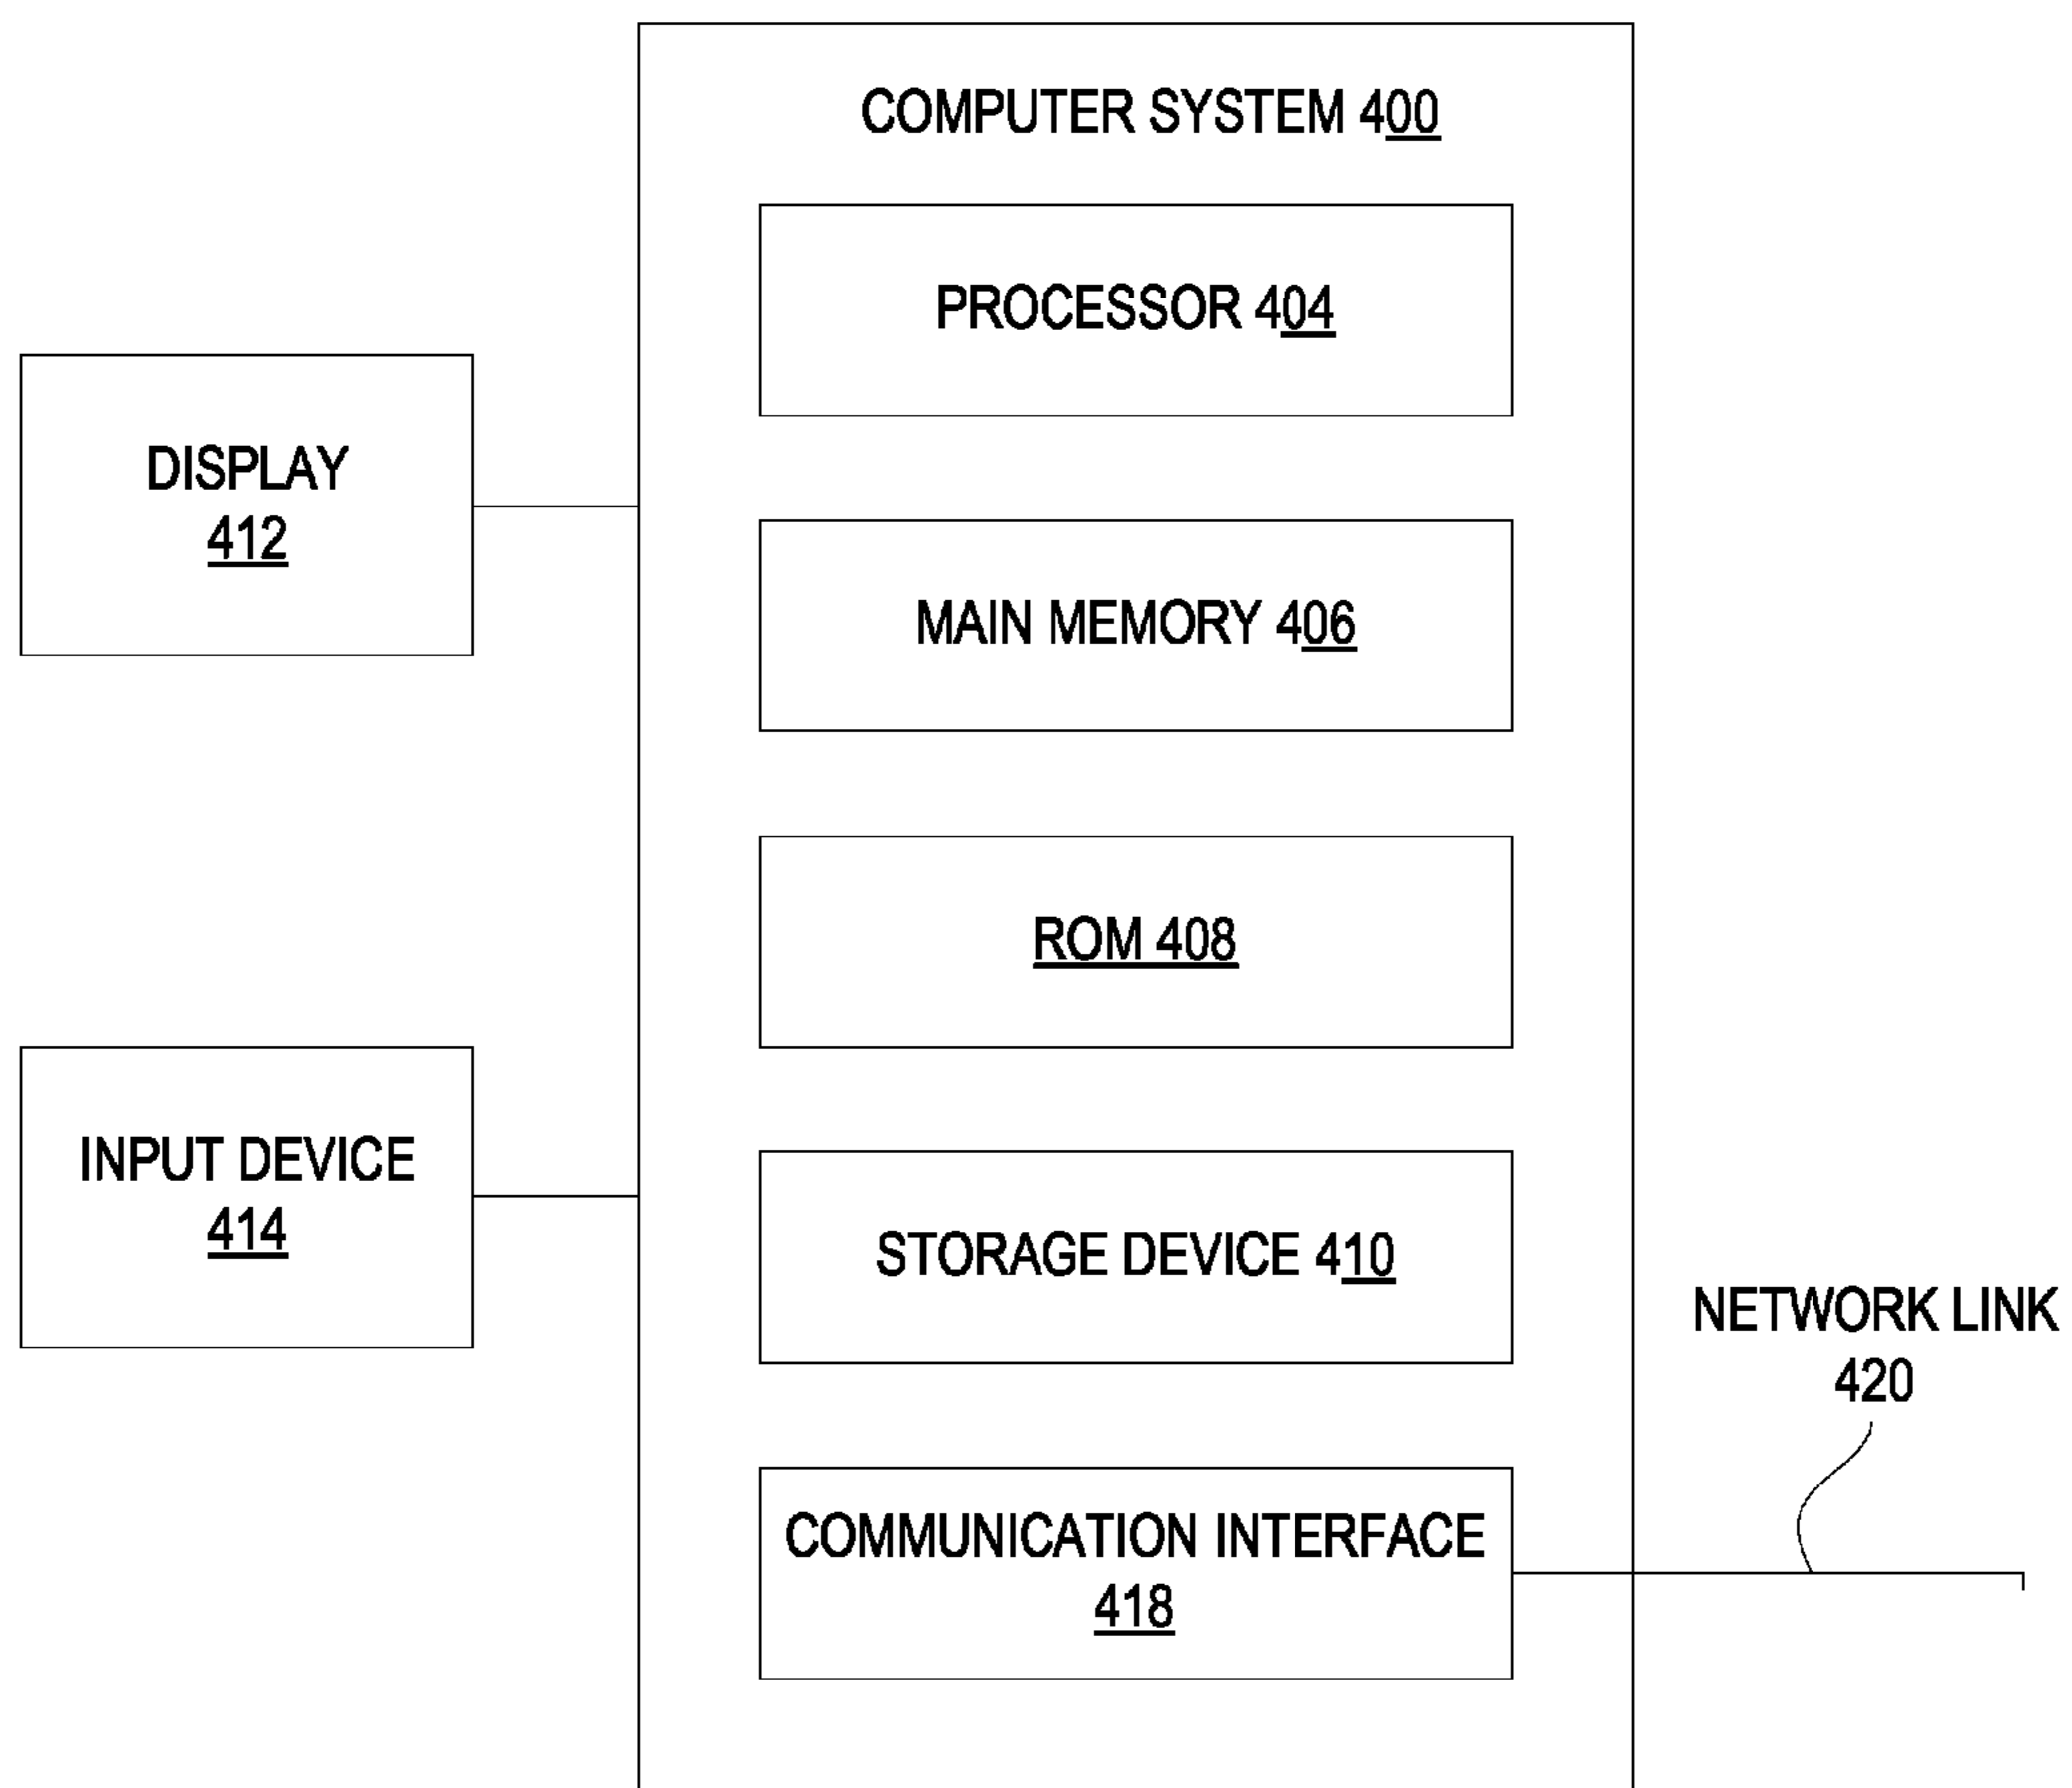 COMPUTER SYSTEM 400
PROCESSOR 404
DISPLAY
412
MAIN MEMORY 406
ROM 408
INPUT DEVICE
414
STORAGE DEVICE 410
NETWORK LINK
420
COMMUNICATION INTERFACE
418